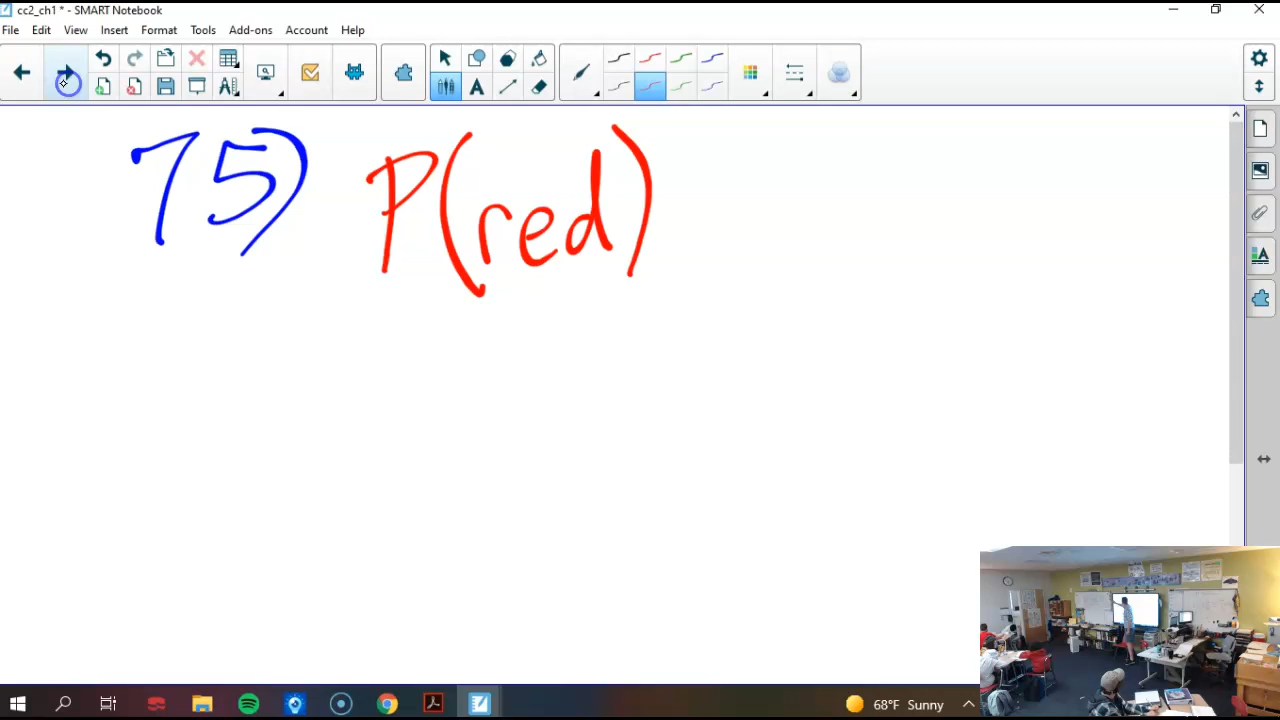 cc2_ch1 * - SMART Notebook
File Edit View Insert Format Tools Add-ons Account Help
75) P(red)
68°F Sunny